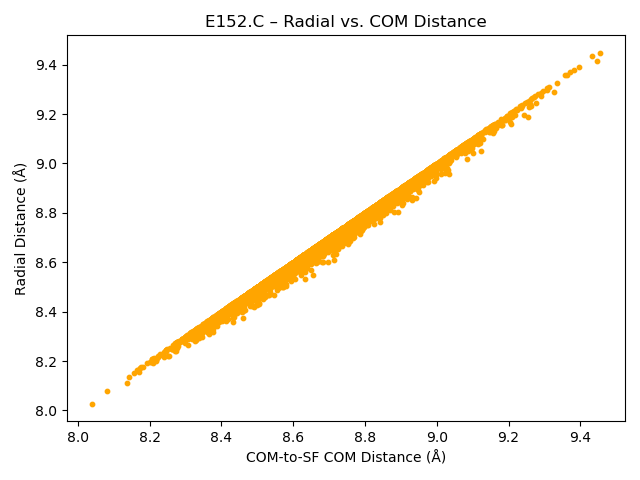 E152.C – Radial vs. COM Distance
Radial Distance (Å)
9.4
9.2
9.0
8.8
8.6
8.4
8.2
8.0
8.0 8.2 8.4 8.6 8.8 9.0 9.2 9.4
COM-to-SF COM Distance (Å)